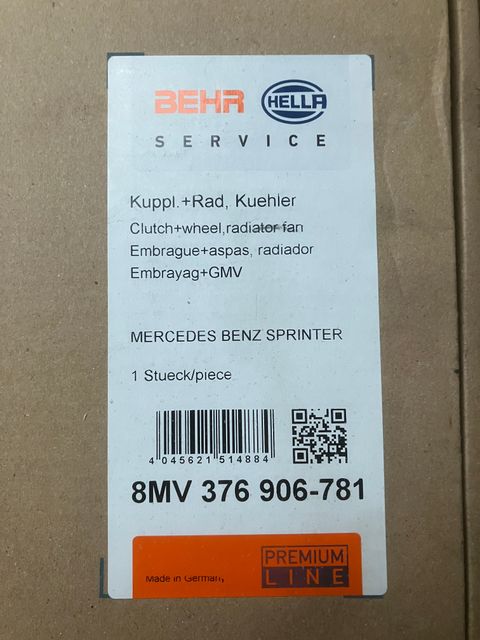 BEHR HELLA
SERVICE
Kuppl.+Rad, Kuehler
Clutch+wheel,radiator fan
Embrague+aspas, radiador
Embrayag+GMV
MERCEDES BENZ SPRINTER
1 Stueck/piece
4 045621 514884
8MV 376 906-781
Made in Germany
PREMIUM
LINE